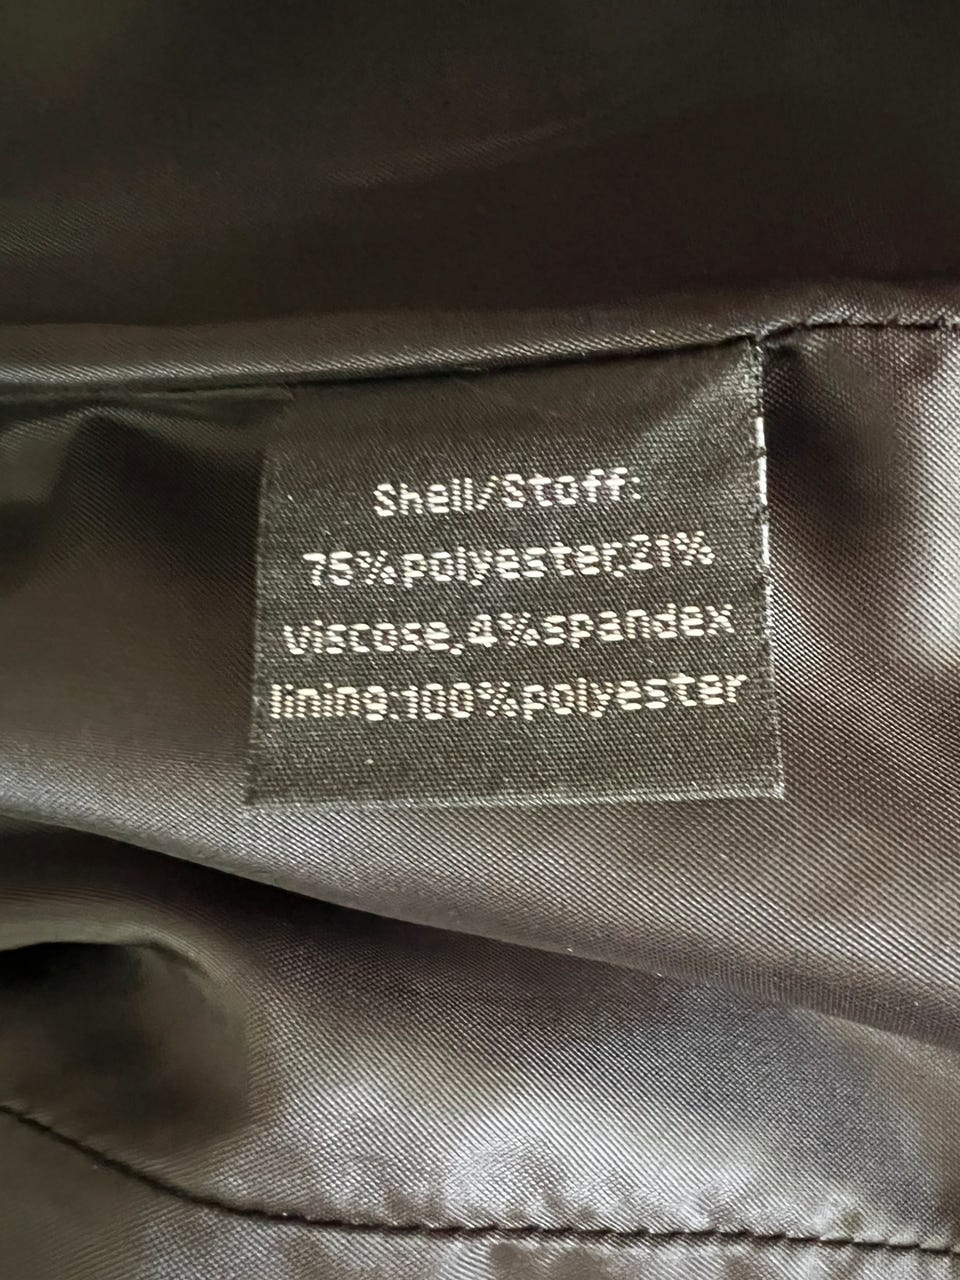 Shell/Stoff:
75%polyester,21%
viscose,4%spandex
lining:100%polyester